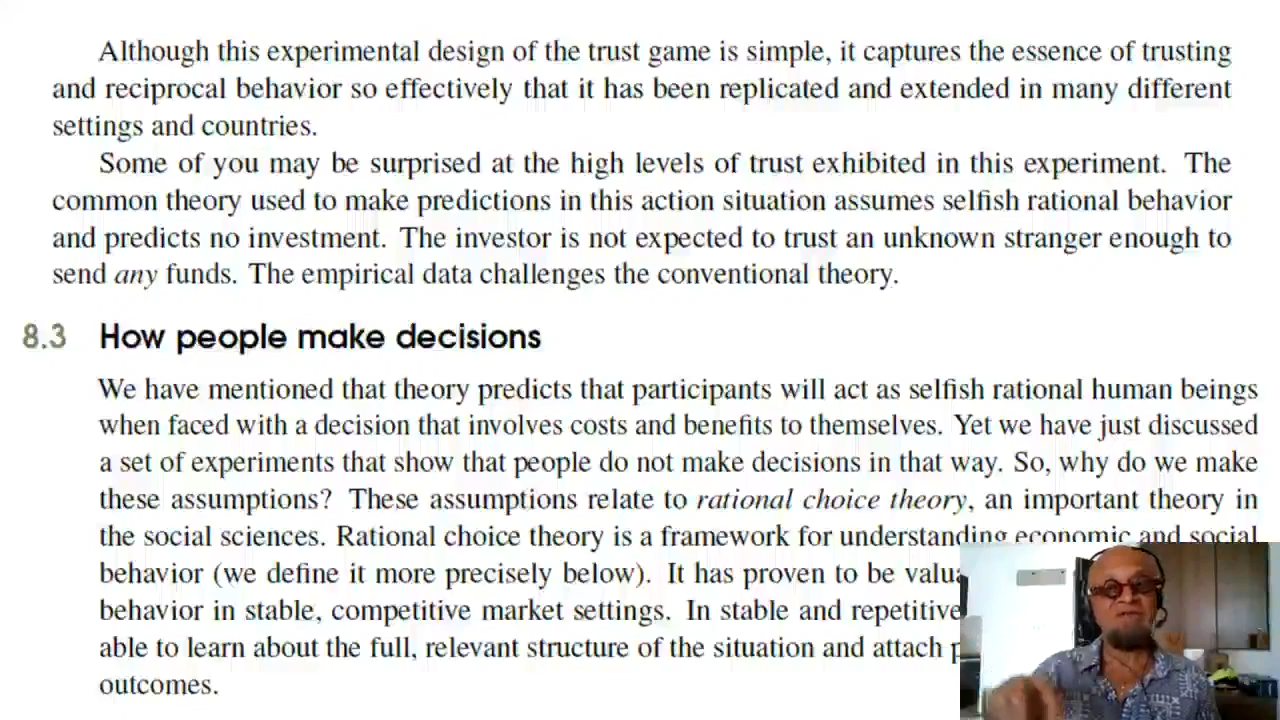 Although this experimental design of the trust game is simple, it captures the essence of trusting
and reciprocal behavior so effectively that it has been replicated and extended in many different
settings and countries.
Some of you may be surprised at the high levels of trust exhibited in this experiment. The
common theory used to make predictions in this action situation assumes selfish rational behavior
and predicts no investment. The investor is not expected to trust an unknown stranger enough to
send any funds. The empirical data challenges the conventional theory.
8.3 How people make decisions
We have mentioned that theory predicts that participants will act as selfish rational human beings
when faced with a decision that involves costs and benefits to themselves. Yet we have just discussed
a set of experiments that show that people do not make decisions in that way. So, why do we make
these assumptions? These assumptions relate to rational choice theory, an important theory in
the social sciences. Rational choice theory is a framework for understanding economic and social
behavior (we define it more precisely below). It has proven to be
behavior in stable, competitive market settings. In stable and repetitive
able to learn about the full, relevant structure of the situation and attach
outcomes.